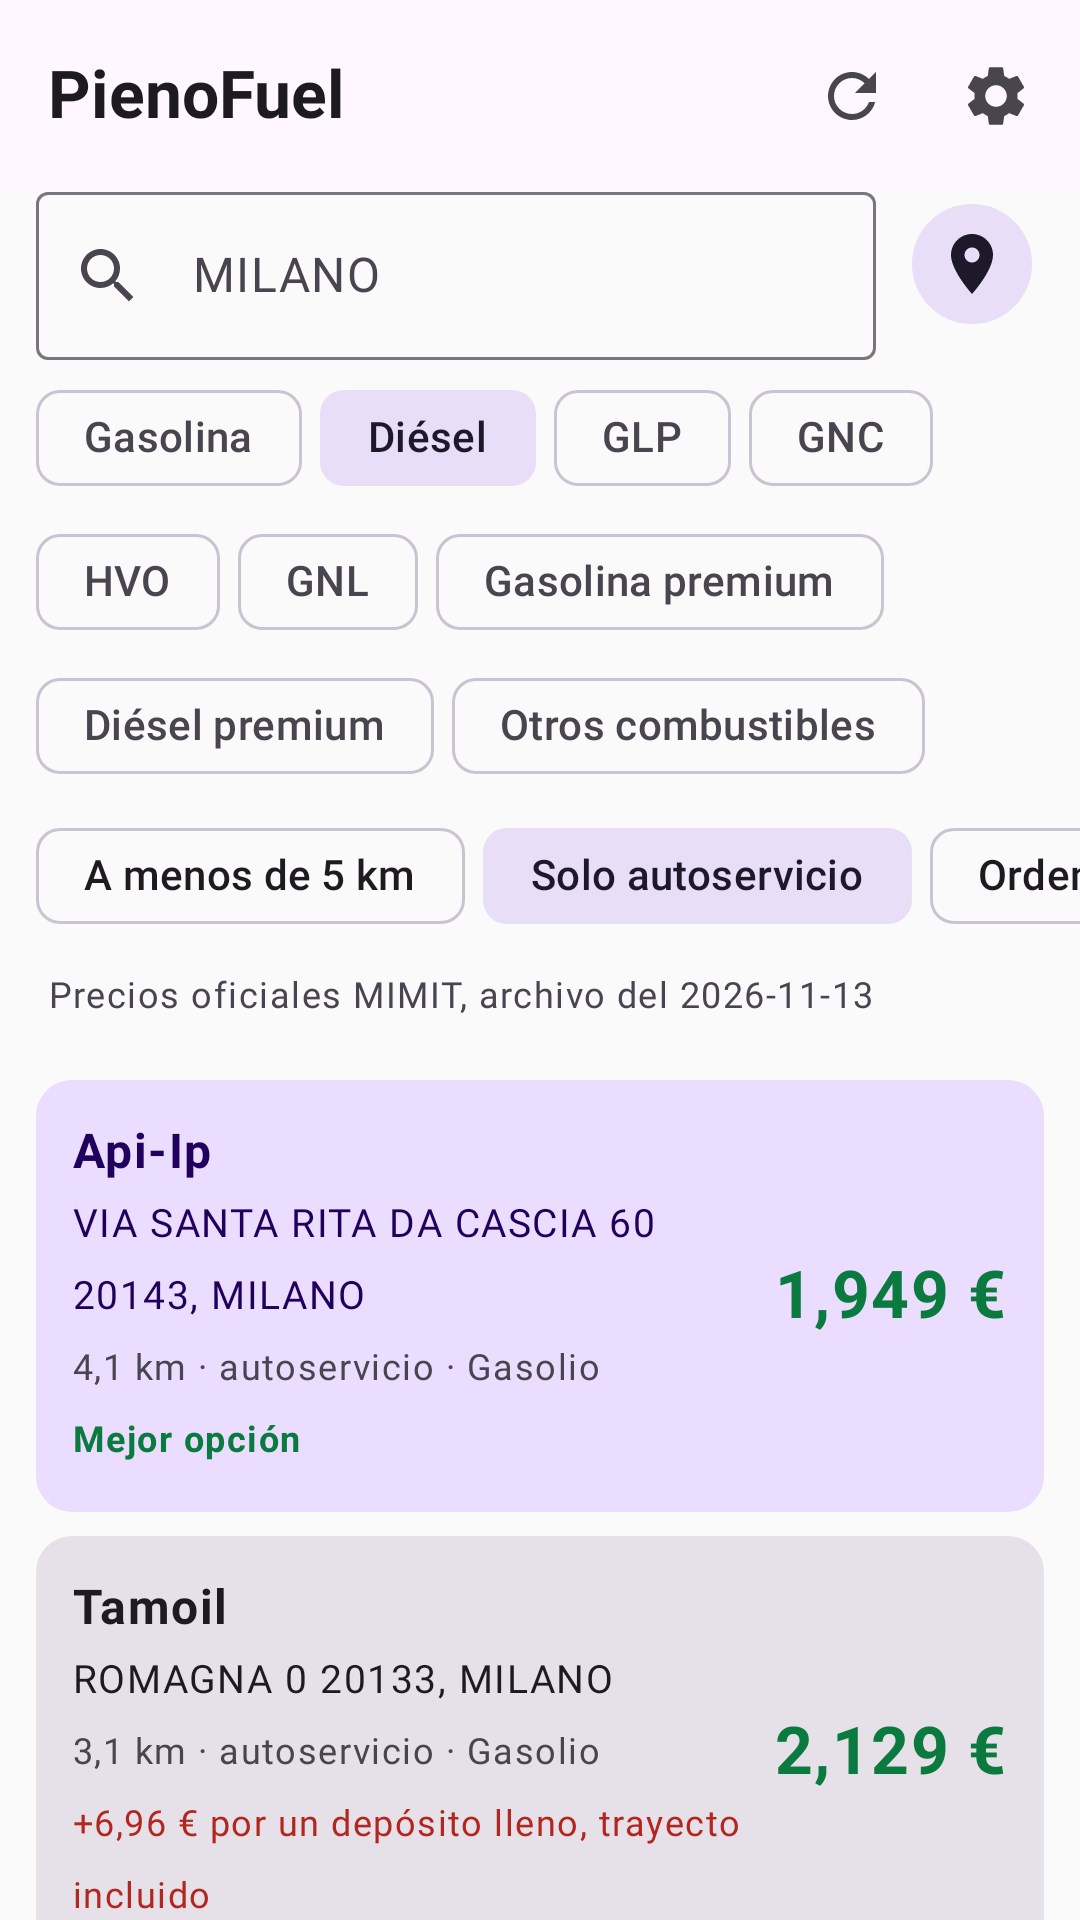 PienoFuel
MILANO
Gasolina
Diésel
GLP
GNC
HVO
GNL
Gasolina premium
Diésel premium
Otros combustibles
A menos de 5 km
Solo autoservicio
Precios oficiales MIMIT, archivo del 2026-11-13
Api-Ip
VIA SANTA RITA DA CASCIA 60
20143, MILANO
1,949 €
4,1 km · autoservicio · Gasolio
Mejor opción
Tamoil
ROMAGNA 0 20133, MILANO
3,1 km · autoservicio · Gasolio
2,129 €
+6,96 € por un depósito lleno, trayecto
incluido